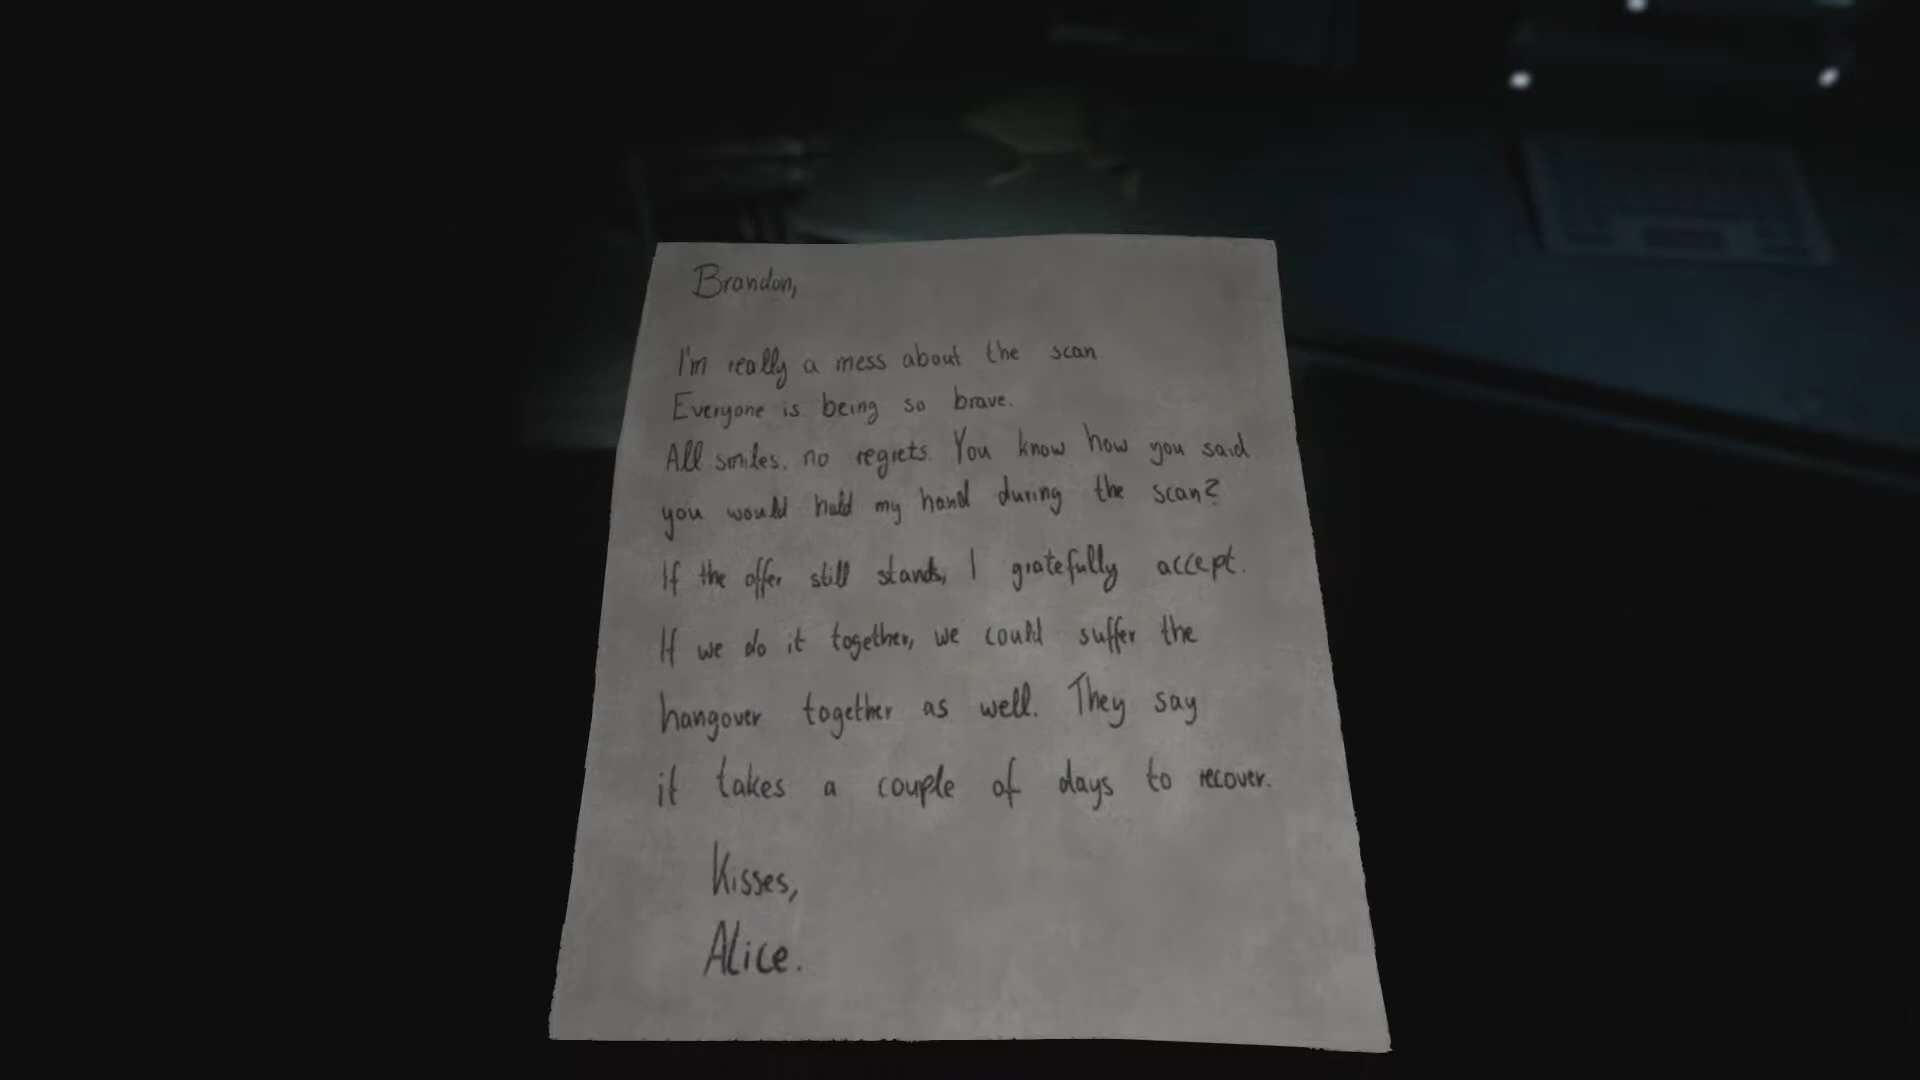 Brandon,
I'm really a mess about the scan
Everyone is being so brave.
All smiles, no regrets. You know how you said
you would hold my hand during the scan?
If the offer still stands, I gratefully accept.
If we do it together, we could suffer the
hangover together as well. They say
it takes a couple of days to recover.
Kisses,
Alice.